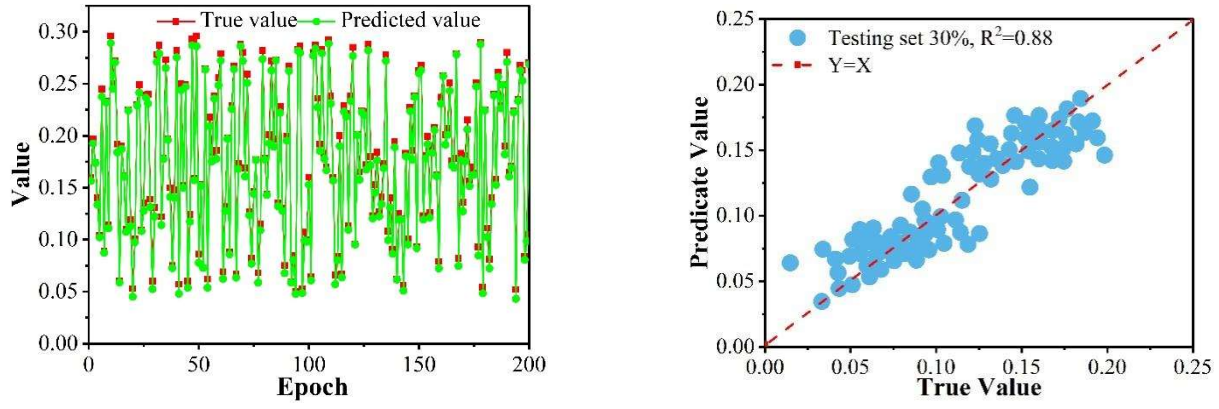 True value Predicted value
0.30
0.25
0.20
0.15
0.10
0.05
0.00
Value
0 50 100 150 200
Epoch
Testing set 30%, R²=0.88
Y=X
0.25
0.20
0.15
0.10
0.05
0.00
Predicate Value
0.00 0.05 0.10 0.15 0.20 0.25
True Value